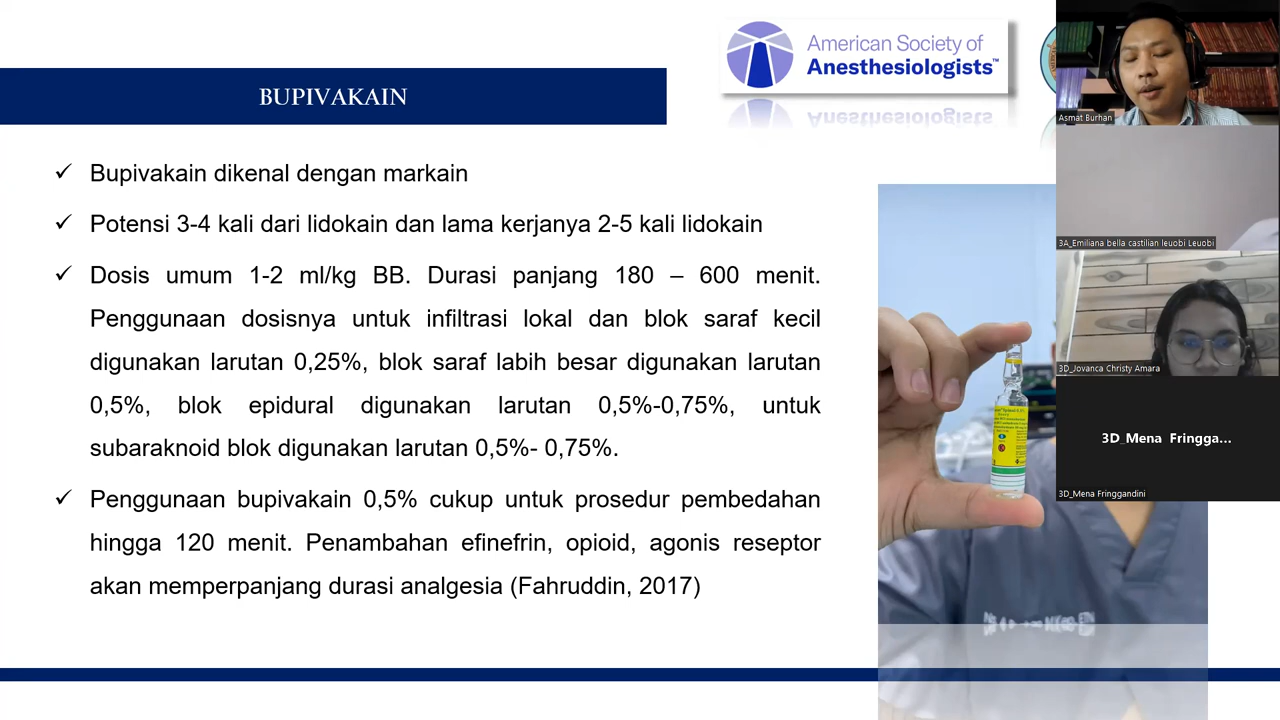 American Society of
Anesthesiologists™
BUPIVAKAIN
Bupivakain dikenal dengan markain
Potensi 3-4 kali dari lidokain dan lama kerjanya 2-5 kali lidokain
Dosis umum 1-2 ml/kg BB. Durasi panjang 180 – 600 menit.
Penggunaan dosisnya untuk infiltrasi lokal dan blok saraf kecil
digunakan larutan 0,25%, blok saraf labih besar digunakan larutan
0,5%, blok epidural digunakan larutan 0,5%-0,75%, untuk
subaraknoid blok digunakan larutan 0,5%- 0,75%.
Penggunaan bupivakain 0,5% cukup untuk prosedur pembedahan
hingga 120 menit. Penambahan efinefrin, opioid, agonis reseptor
akan memperpanjang durasi analgesia (Fahruddin, 2017)
Asmat Burhan
3A_Emiliana bella castilian leuobi Leuobi
3D_Jovanca Christy Amara
3D_Mena Fringga...
3D_Mena Fringgandini